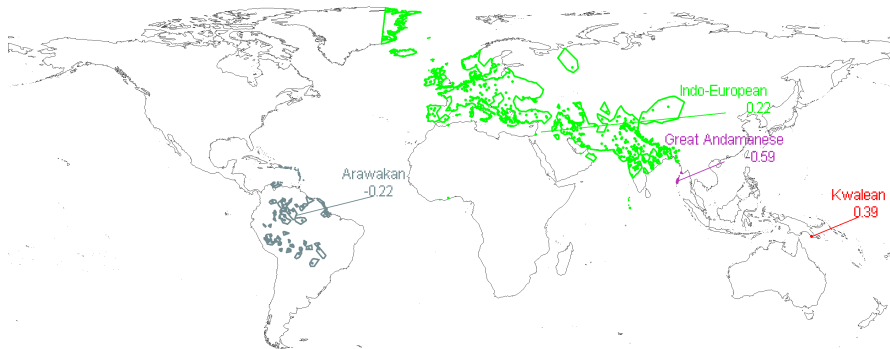 Indo-European
0.22
Great Andamanese
-0.59
Arawakan
-0.22
Kwalean
0.39